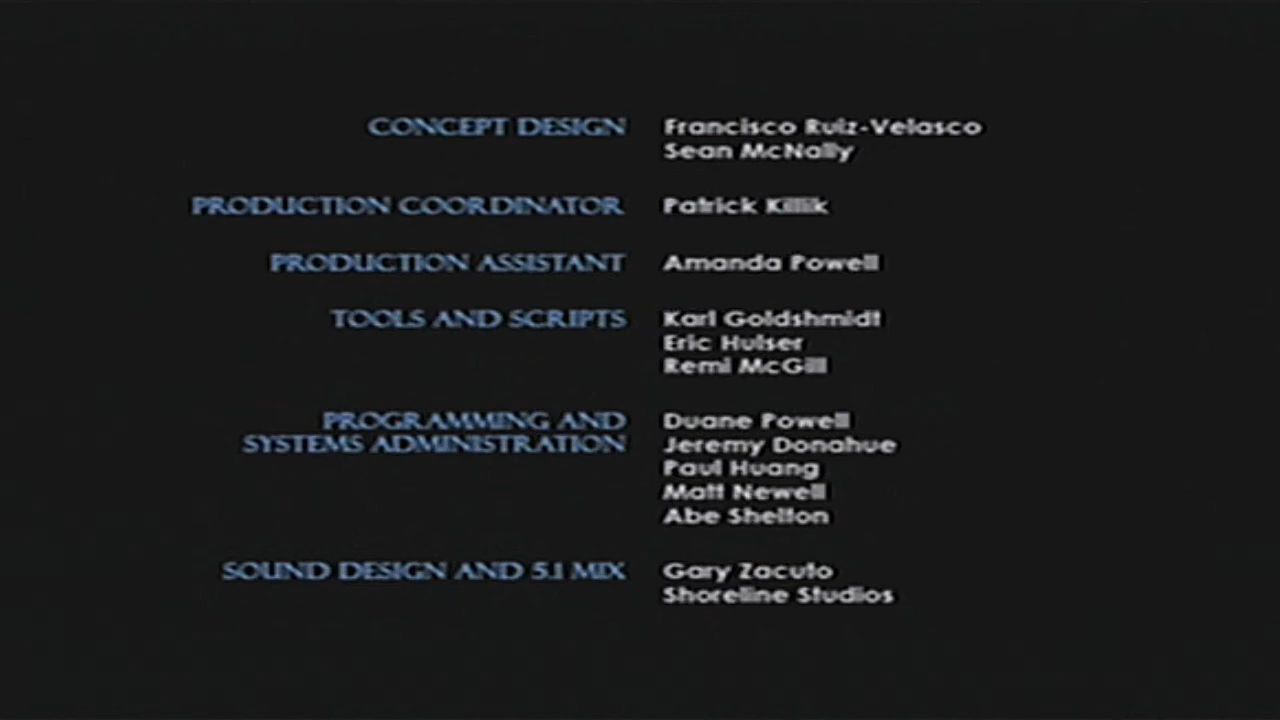 CONCEPT DESIGN Francisco Ruiz-Velasco
Sean McNally
PRODUCTION COORDINATOR Patrick Killik
PRODUCTION ASSISTANT Amanda Powell
TOOLS AND SCRIPTS Karl Goldshmidt
Eric Hulser
Remi McGill
PROGRAMMING AND Duane Powell
SYSTEMS ADMINISTRATION Jeremy Donahue
Paul Huang
Matt Newell
Abe Shelton
SOUND DESIGN AND 5.1 MIX Gary Zacuto
Shoreline Studios